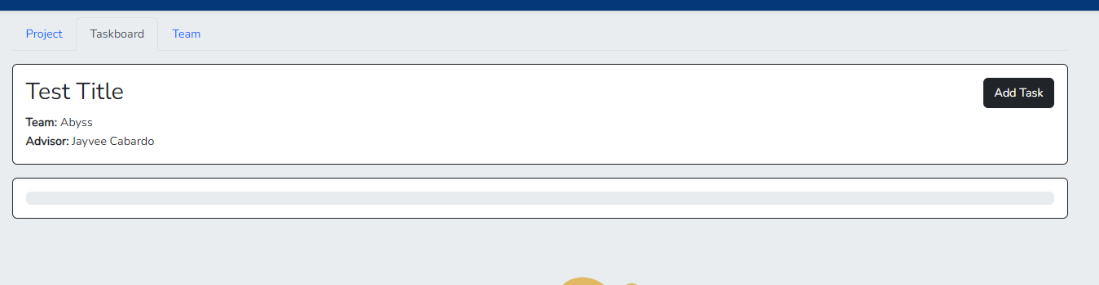 Project Taskboard Team
Test Title
Add Task
Team: Abyss
Advisor: Jayvee Cabardo